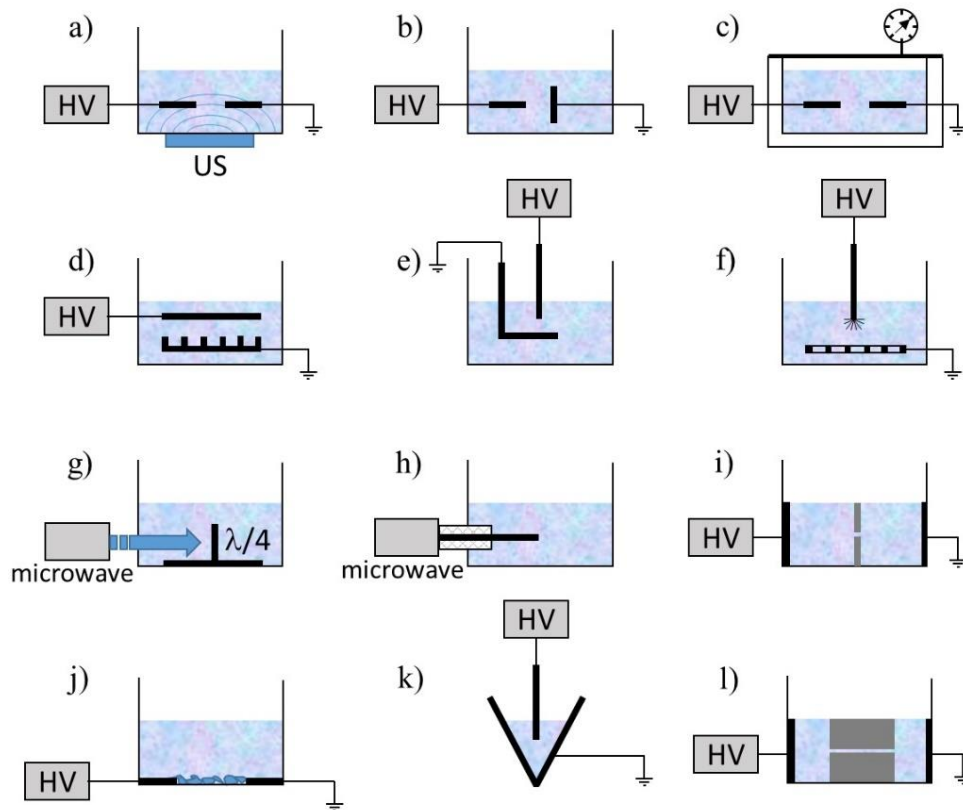 a)
b)
c)
HV
HV
HV
US
HV
HV
d)
e)
f)
HV
g)
h)
i)
λ/4
HV
microwave
microwave
HV
j)
k)
l)
HV
HV